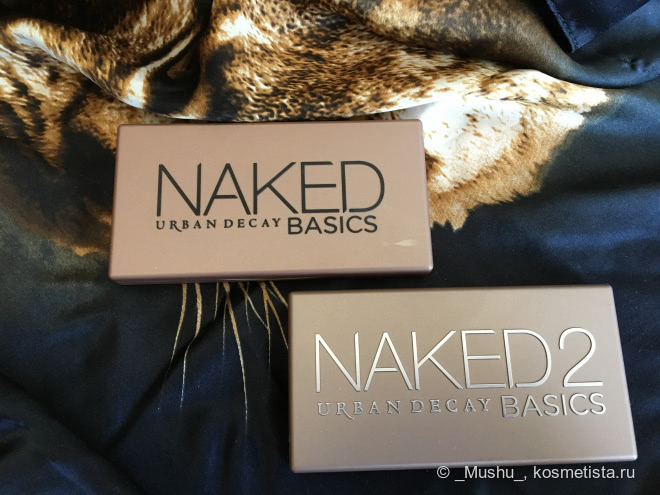 NAKED
URBAN DECAY BASICS
NAKED2
URBAN DECAY BASICS
© _Mushu_, kosmetista.ru